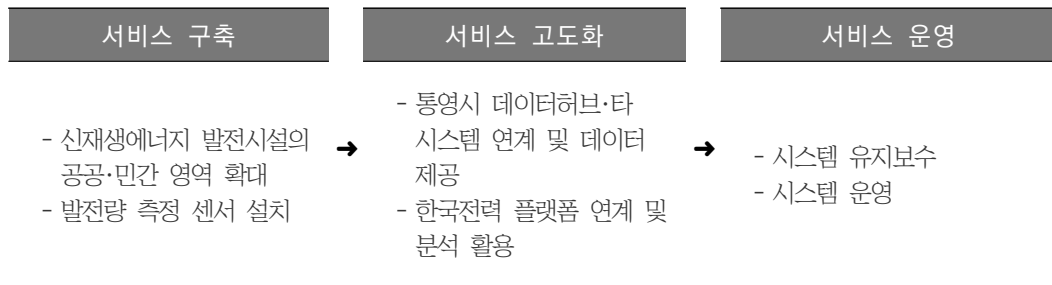 서비스 구축
- 신재생에너지 발전시설의
공공·민간 영역 확대
- 발전량 측정 센서 설치
➜
서비스 고도화
- 통영시 데이터허브·타
시스템 연계 및 데이터
제공
- 한국전력 플랫폼 연계 및
분석 활용
➜
서비스 운영
- 시스템 유지보수
- 시스템 운영